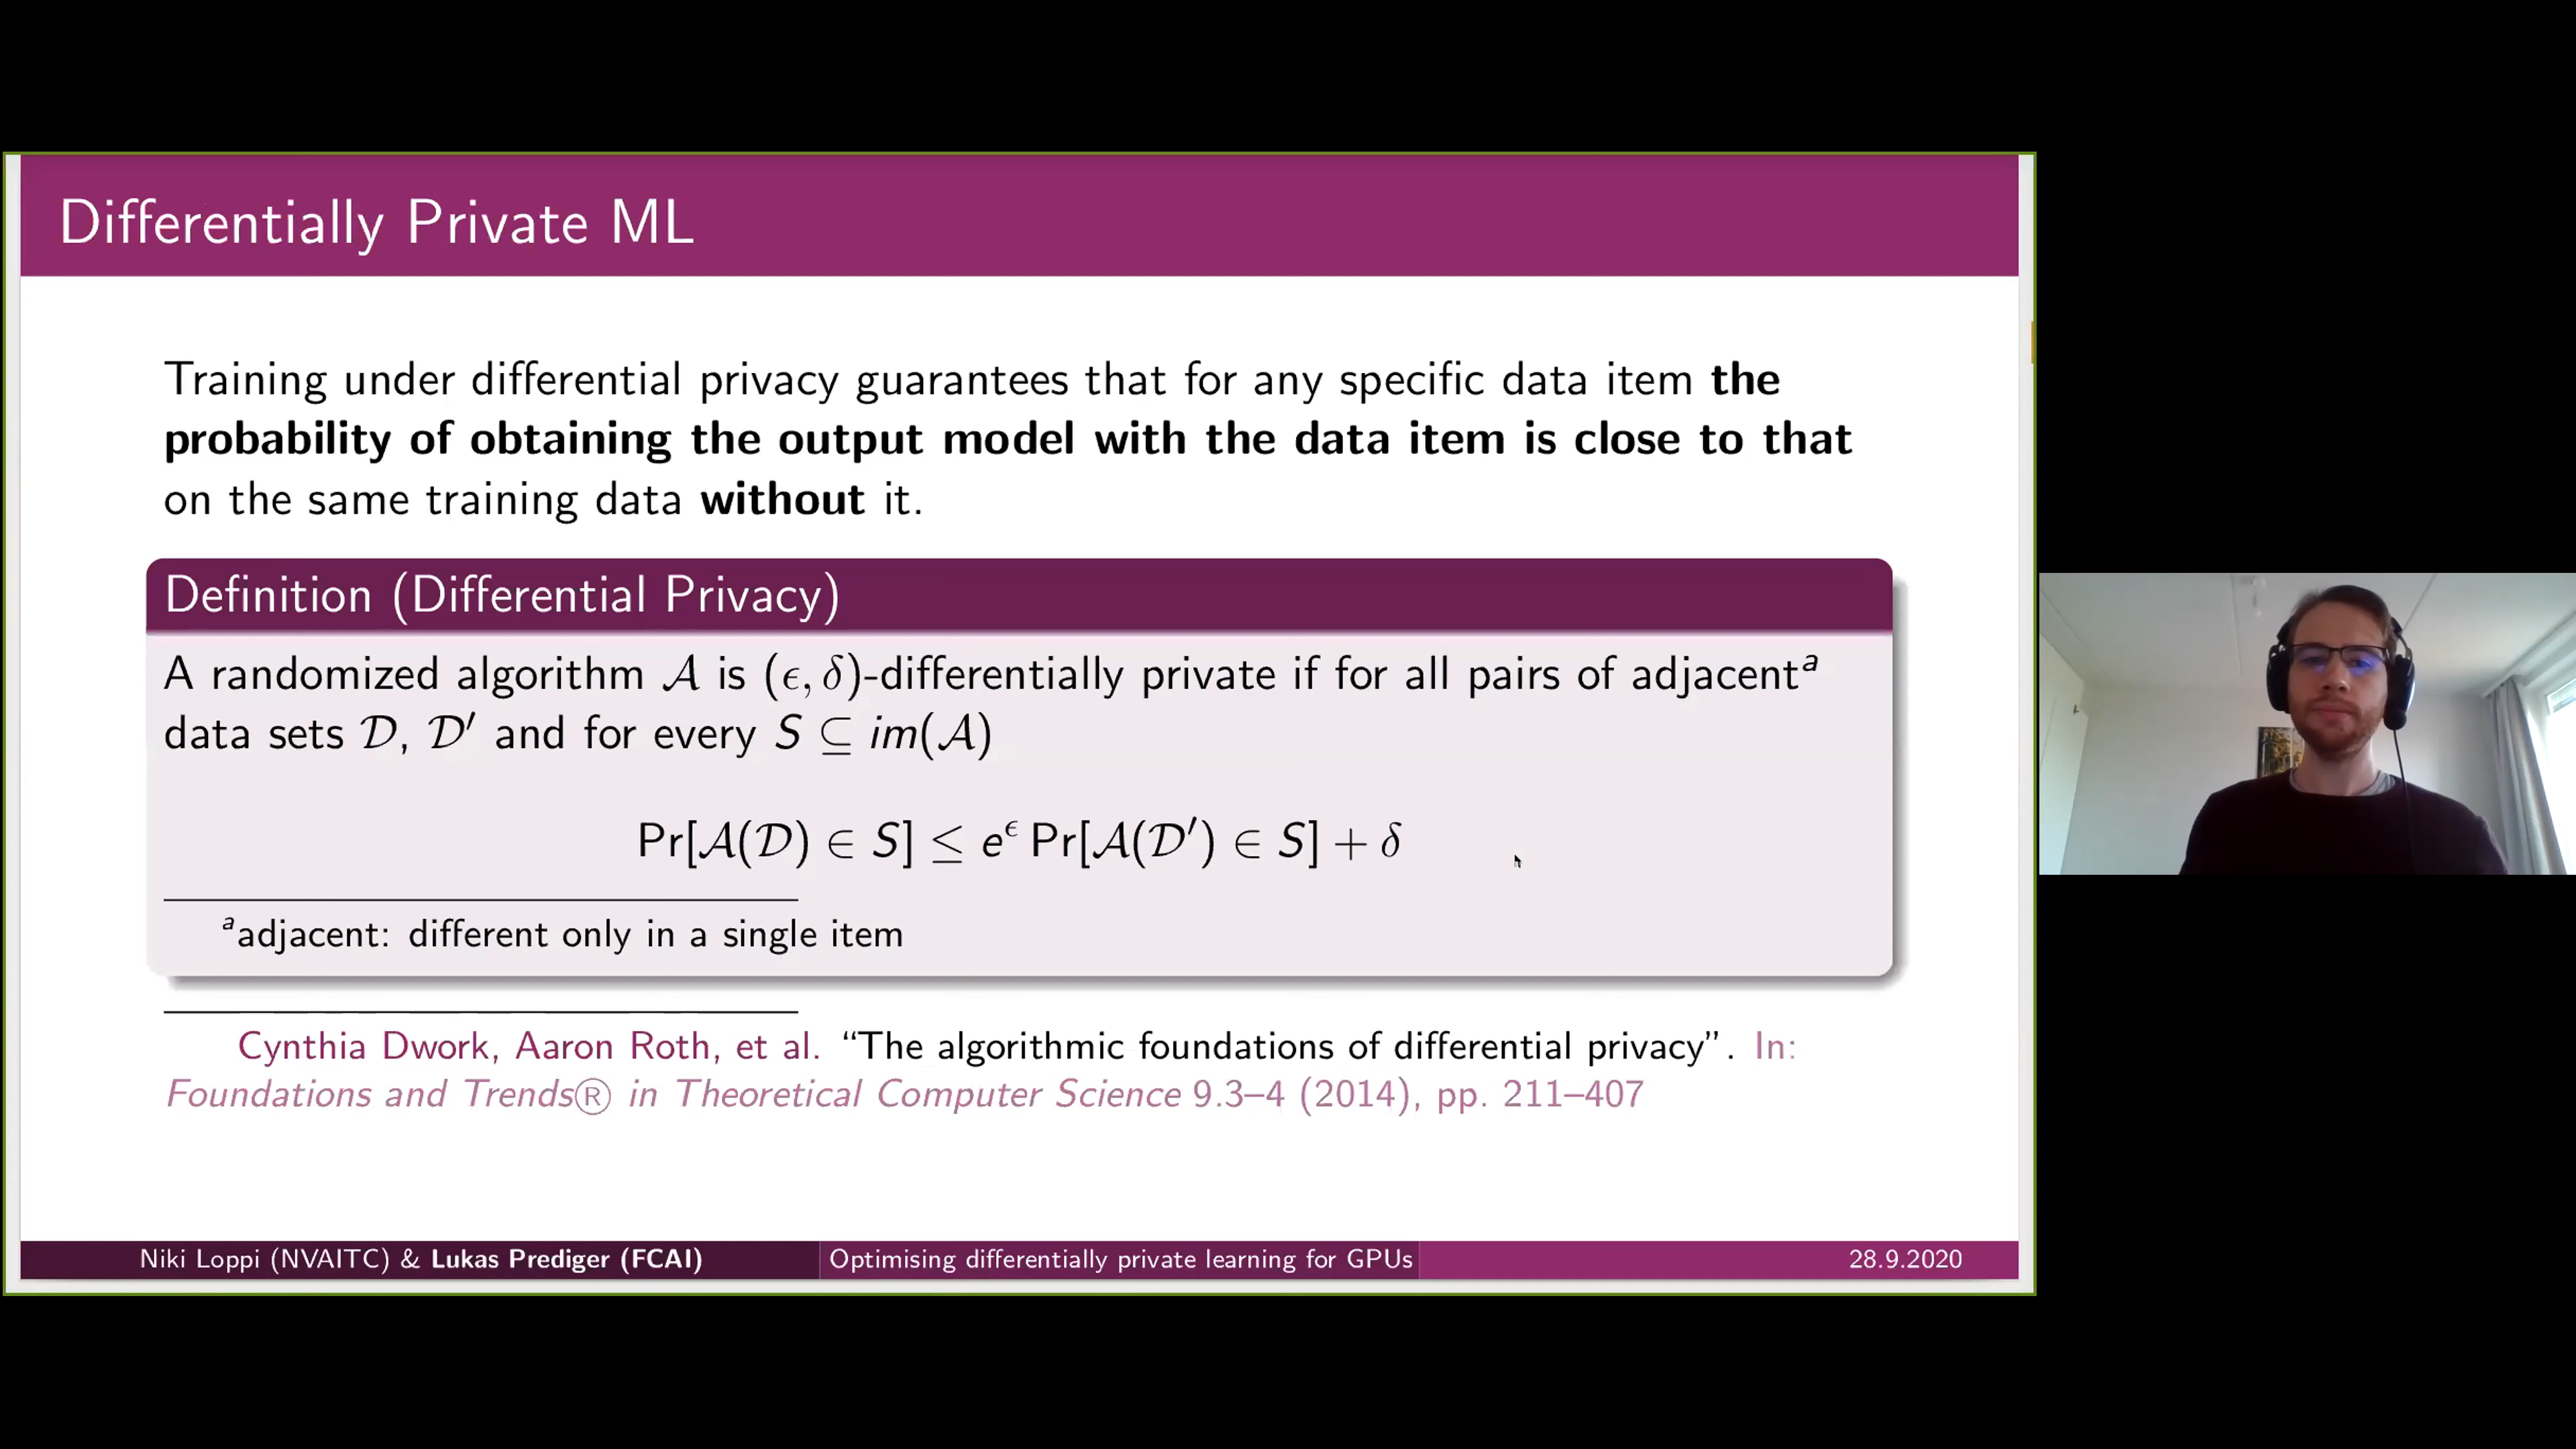 Differentially Private ML
Training under differential privacy guarantees that for any specific data item the
probability of obtaining the output model with the data item is close to that
on the same training data without it.
Definition (Differential Privacy)
A randomized algorithm 𝒜 is (ϵ, δ)-differentially private if for all pairs of adjacentᵃ
data sets 𝒟, 𝒟′ and for every S ⊆ im(𝒜)
Pr[𝒜(𝒟) ∈ S] ≤ e^ϵ Pr[𝒜(𝒟′) ∈ S] + δ
ᵃadjacent: different only in a single item
Cynthia Dwork, Aaron Roth, et al. “The algorithmic foundations of differential privacy”. In:
Foundations and Trends® in Theoretical Computer Science 9.3–4 (2014), pp. 211–407
Niki Loppi (NVAITC) & Lukas Prediger (FCAI) Optimising differentially private learning for GPUs 28.9.2020